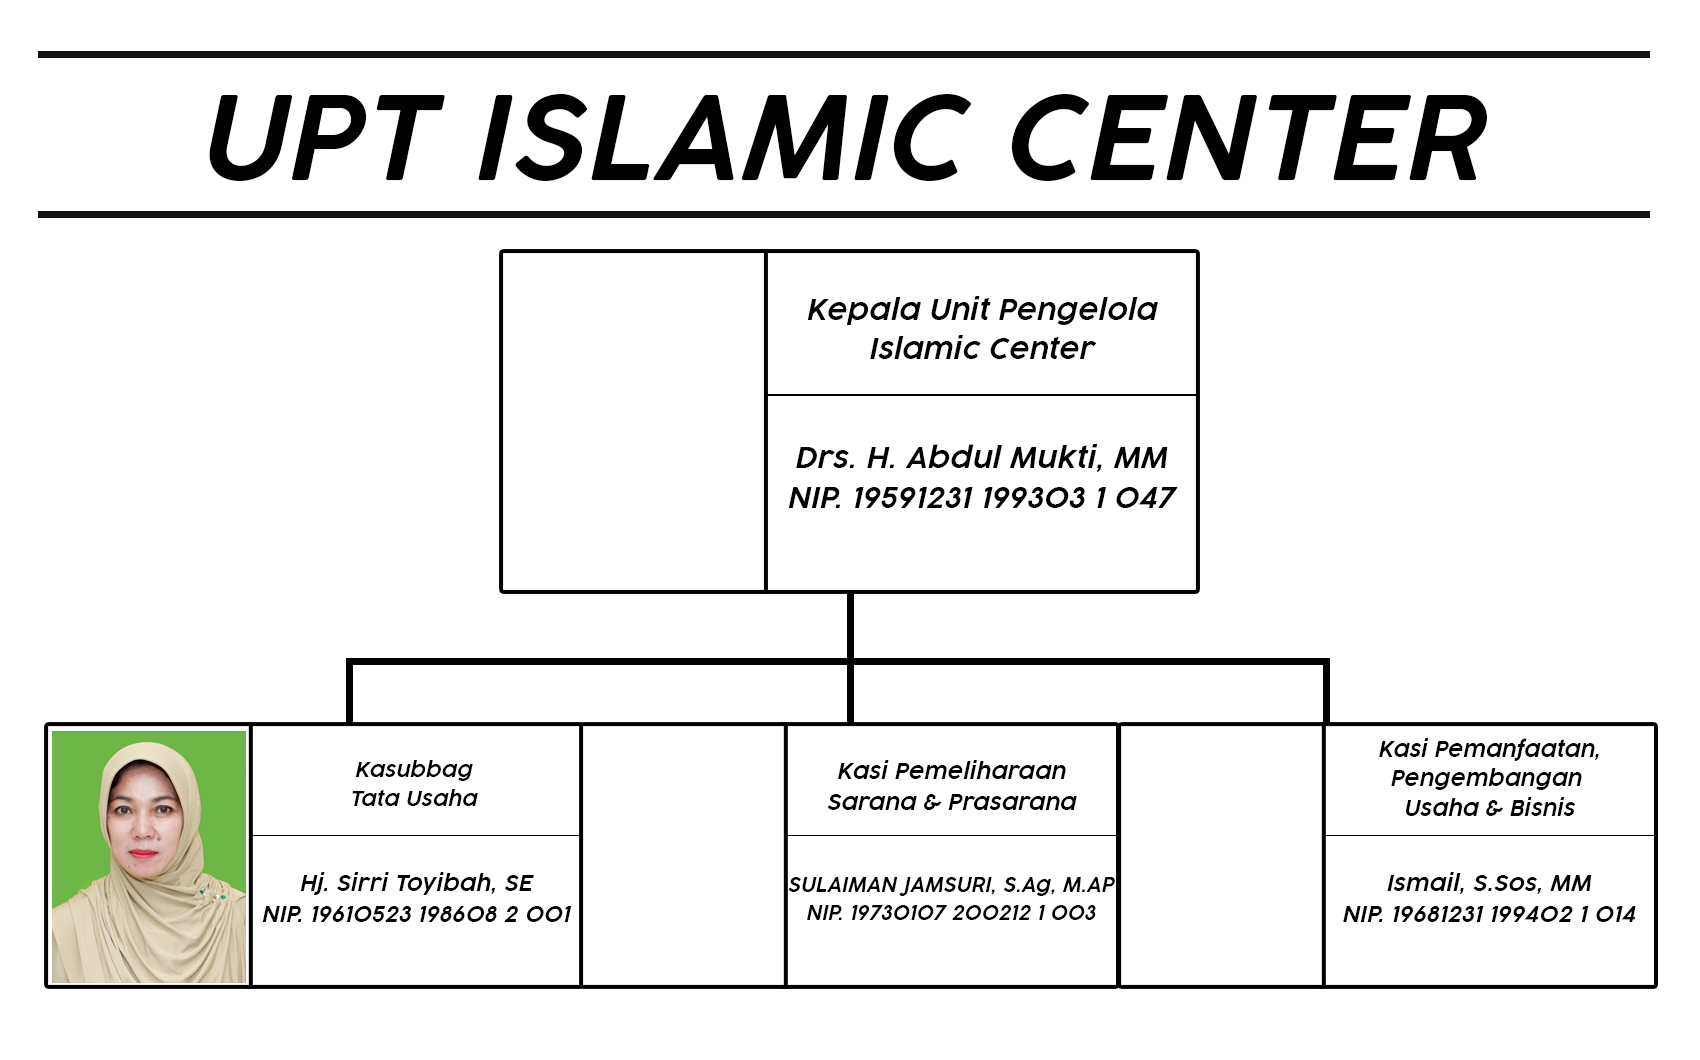 UPT ISLAMIC CENTER
Kepala Unit Pengelola
Islamic Center
Drs. H. Abdul Mukti, MM
NIP. 19591231 199303 1 047
Kasubbag
Tata Usaha
Hj. Sirri Toyibah, SE
NIP. 19610523 198608 2 001
Kasi Pemeliharaan
Sarana & Prasarana
SULAIMAN JAMSURI, S.Ag, M.AP
NIP. 19730107 200212 1 003
Kasi Pemanfaatan,
Pengembangan
Usaha & Bisnis
Ismail, S.Sos, MM
NIP. 19681231 199402 1 014